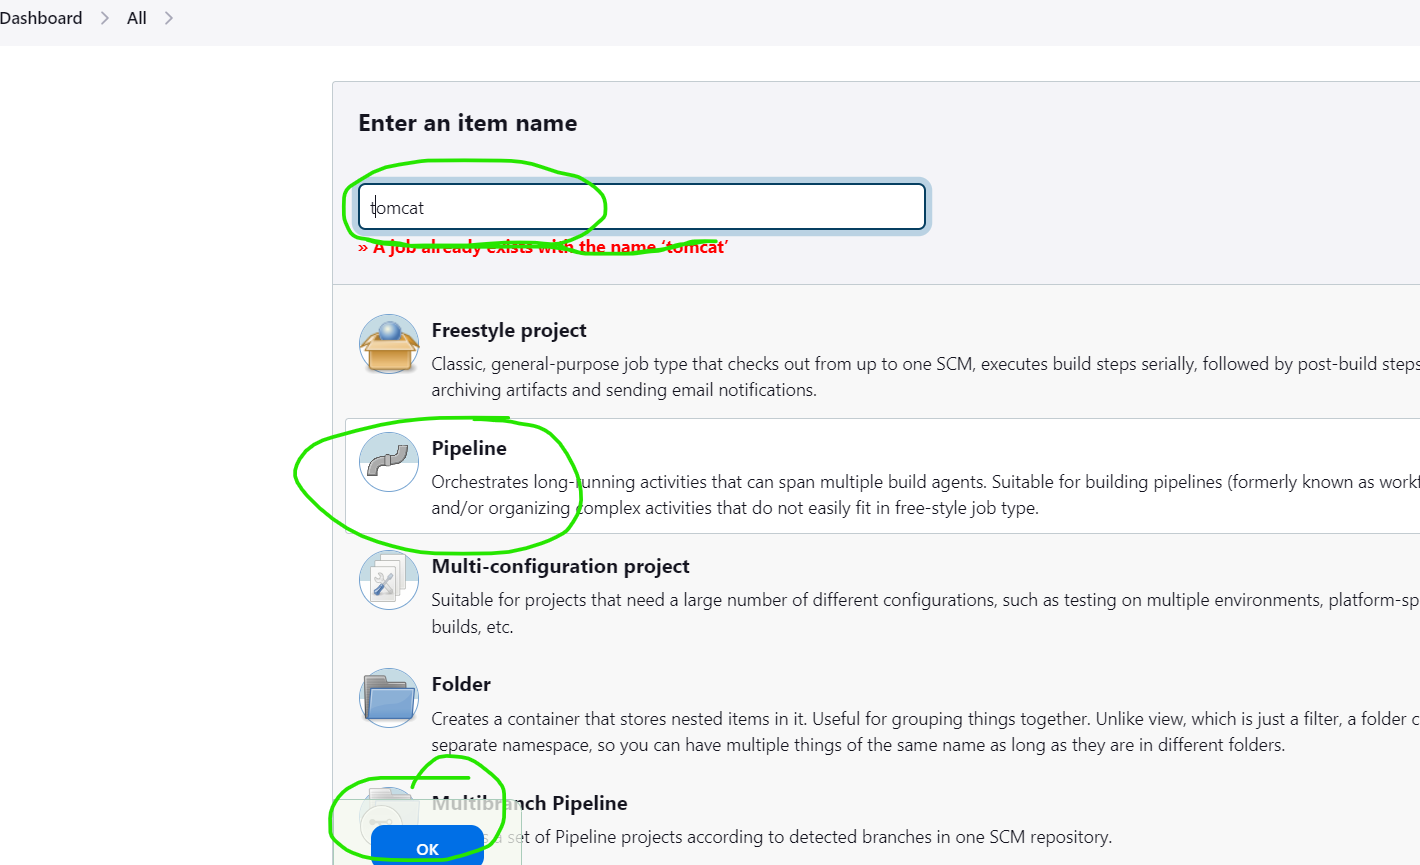 Dashboard > All >
Enter an item name
tomcat
» A job already exists with the name ‘tomcat’
Freestyle project
Classic, general-purpose job type that checks out from up to one SCM, executes build steps serially, followed by post-build steps
archiving artifacts and sending email notifications.
Pipeline
Orchestrates long-running activities that can span multiple build agents. Suitable for building pipelines (formerly known as workf
and/or organizing complex activities that do not easily fit in free-style job type.
Multi-configuration project
Suitable for projects that need a large number of different configurations, such as testing on multiple environments, platform-sp
builds, etc.
Folder
Creates a container that stores nested items in it. Useful for grouping things together. Unlike view, which is just a filter, a folder c
separate namespace, so you can have multiple things of the same name as long as they are in different folders.
Multibranch Pipeline
a set of Pipeline projects according to detected branches in one SCM repository.
OK